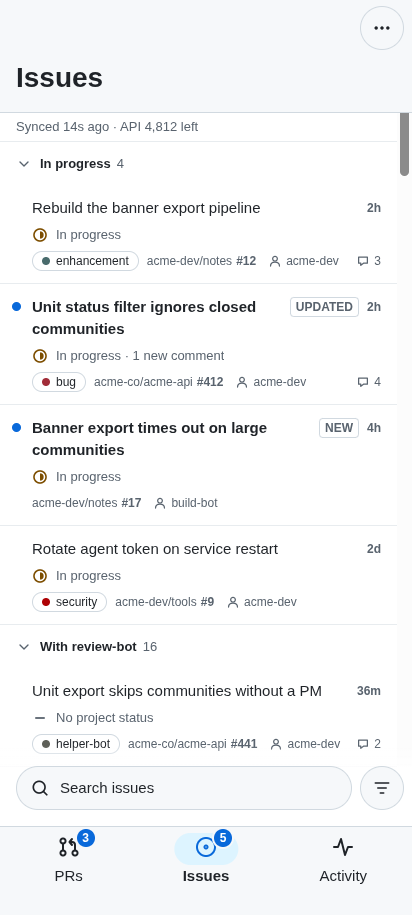 Issues
Synced 14s ago · API 4,812 left
In progress 4
Rebuild the banner export pipeline 2h
In progress
enhancement acme-dev/notes #12 acme-dev 3
Unit status filter ignores closed UPDATED 2h
communities
In progress · 1 new comment
bug acme-co/acme-api #412 acme-dev 4
Banner export times out on large NEW 4h
communities
In progress
acme-dev/notes #17 build-bot
Rotate agent token on service restart 2d
In progress
security acme-dev/tools #9 acme-dev
With review-bot 16
Unit export skips communities without a PM 36m
No project status
helper-bot acme-co/acme-api #441 acme-dev 2
Search issues
3 5
PRs Issues Activity